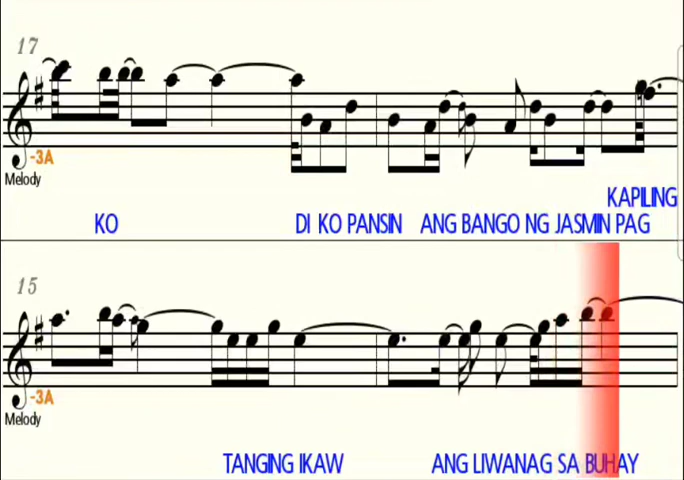 17
-3A
Melody
KAPILING
KO DI KO PANSIN ANG BANGO NG JASMIN PAG
15
-3A
Melody
TANGING IKAW ANG LIWANAG SA BUHAY